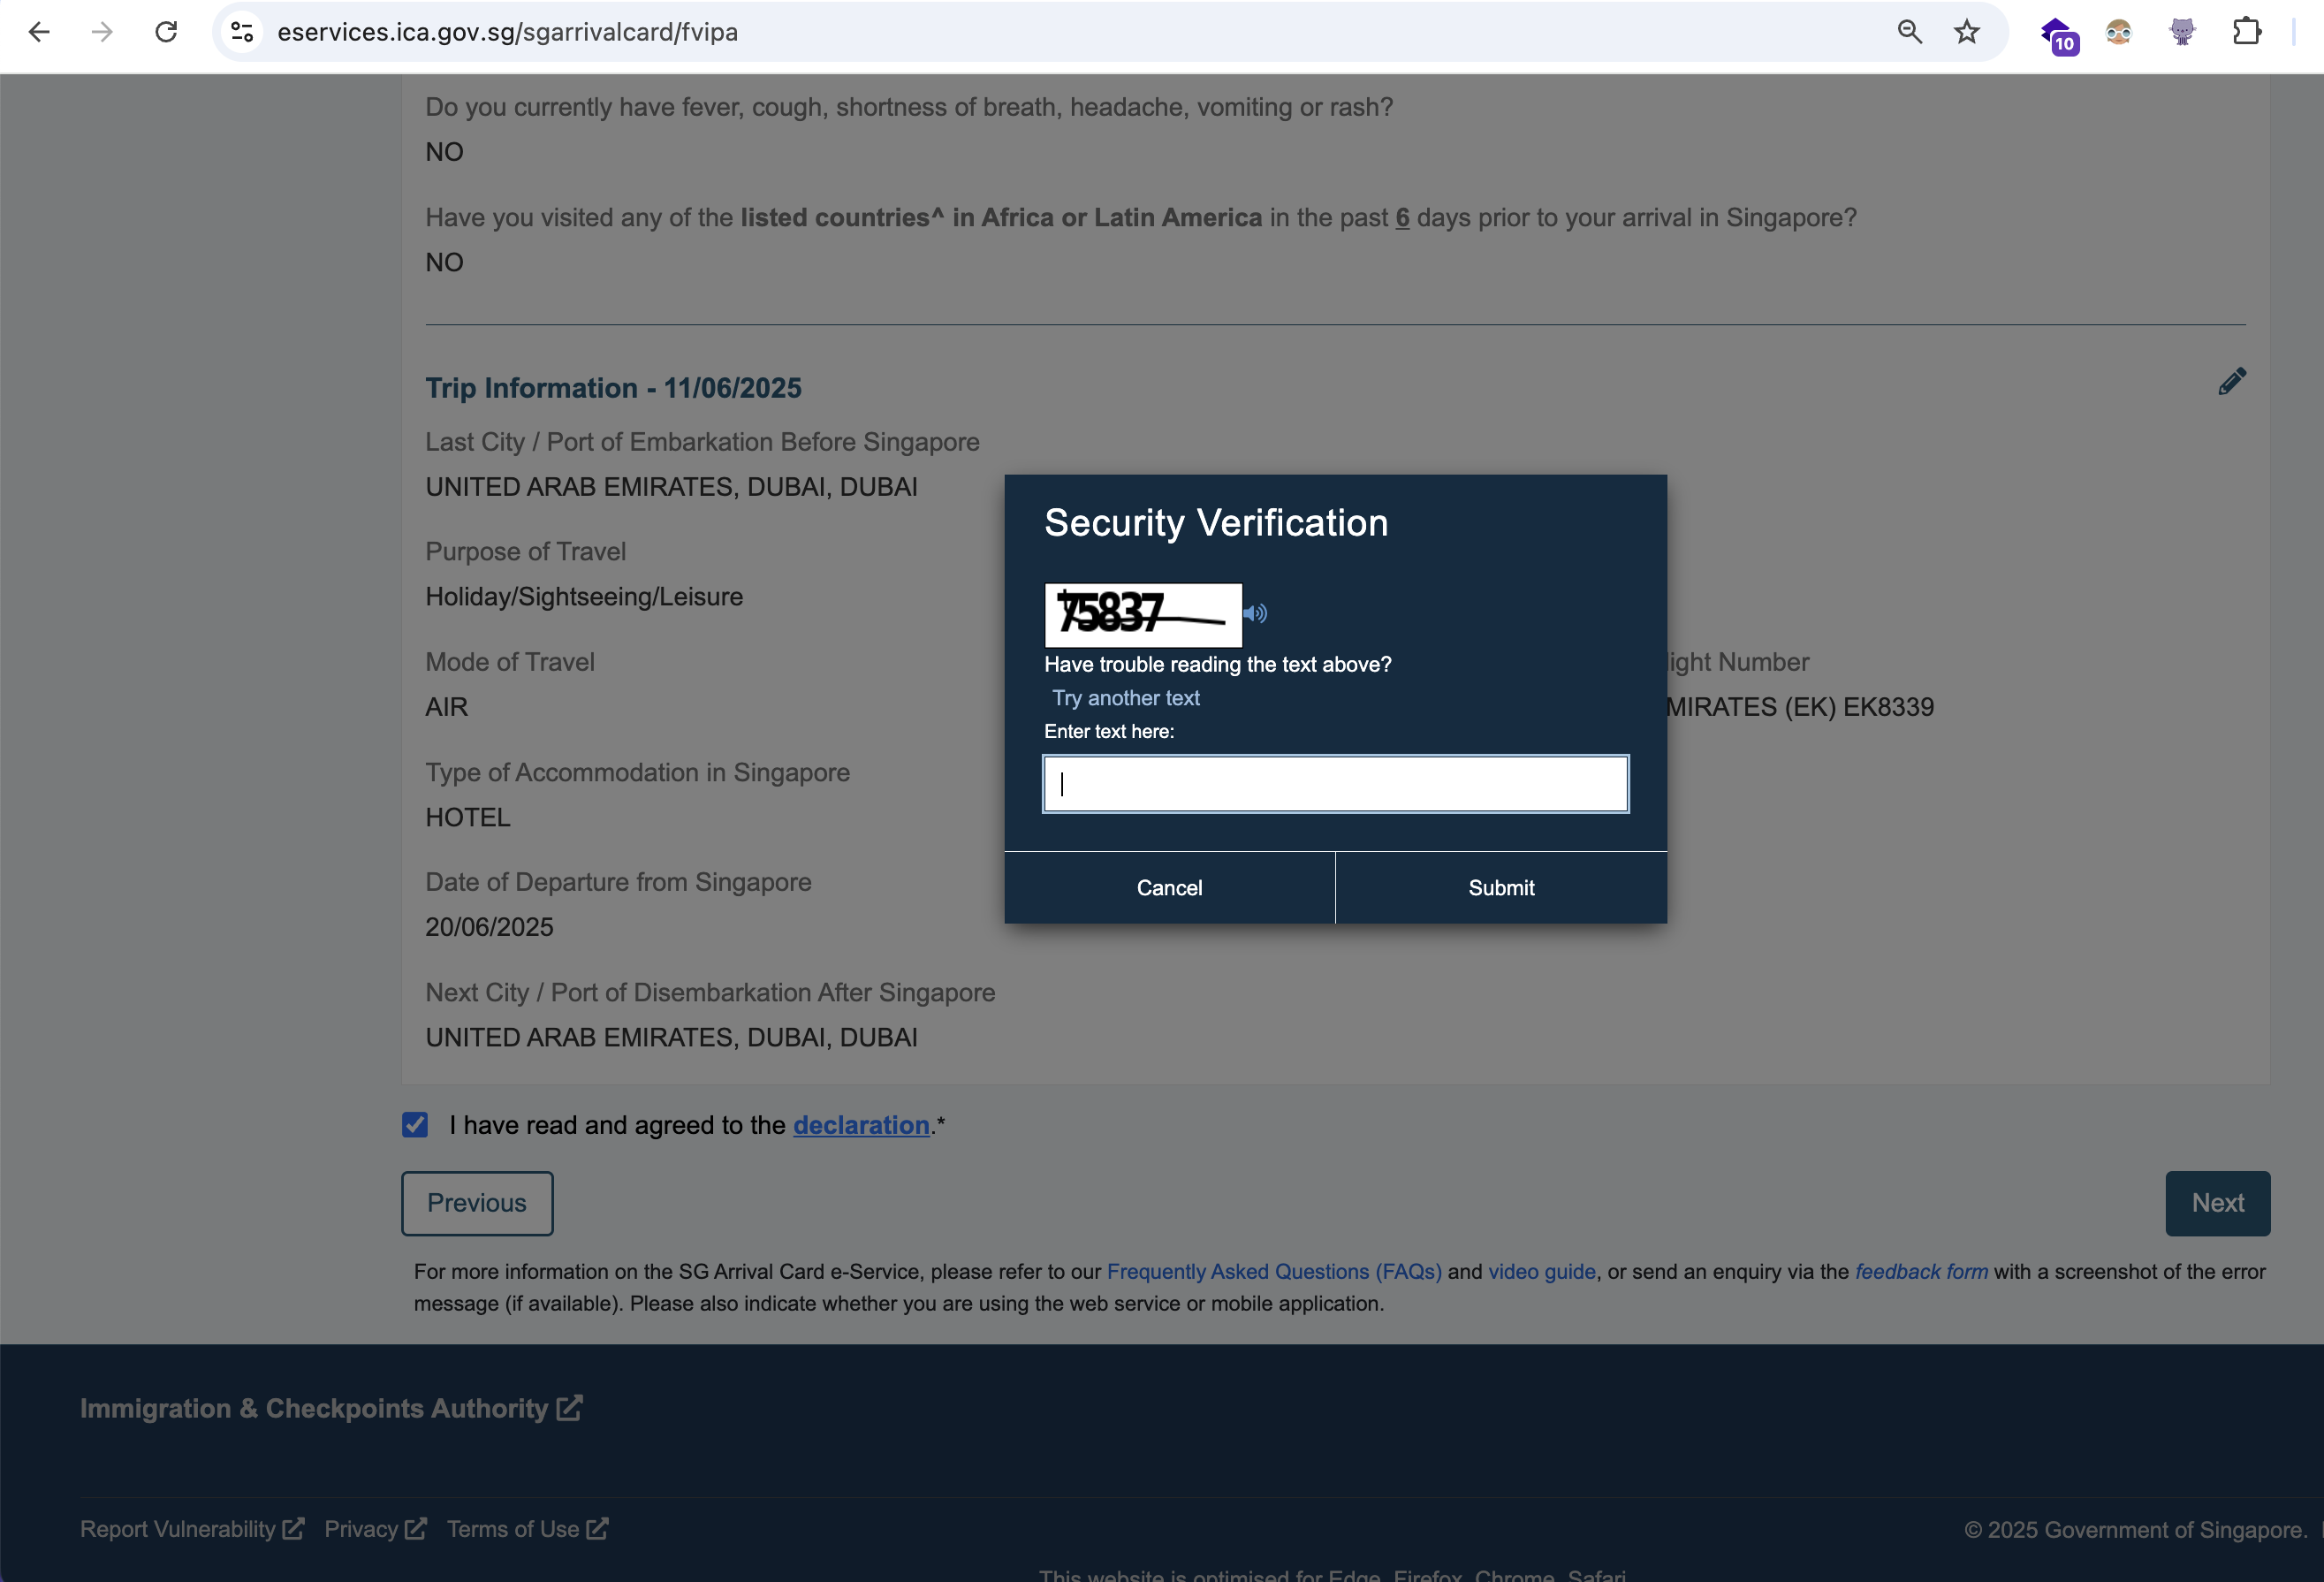 eservices.ica.gov.sg/sgarrivalcard/fvipa
10
Do you currently have fever, cough, shortness of breath, headache, vomiting or rash?
NO
Have you visited any of the listed countries^ in Africa or Latin America in the past 6 days prior to your arrival in Singapore?
NO
Trip Information - 11/06/2025
Last City / Port of Embarkation Before Singapore
UNITED ARAB EMIRATES, DUBAI, DUBAI
Purpose of Travel
Holiday/Sightseeing/Leisure
Mode of Travel
AIR
ight Number
MIRATES (EK) EK8339
Type of Accommodation in Singapore
HOTEL
Date of Departure from Singapore
20/06/2025
Next City / Port of Disembarkation After Singapore
UNITED ARAB EMIRATES, DUBAI, DUBAI
Security Verification
75837
Have trouble reading the text above?
Try another text
Enter text here:
Cancel
Submit
I have read and agreed to the declaration.*
Previous
Next
For more information on the SG Arrival Card e-Service, please refer to our Frequently Asked Questions (FAQs) and video guide, or send an enquiry via the feedback form with a screenshot of the error
message (if available). Please also indicate whether you are using the web service or mobile application.
Immigration & Checkpoints Authority
Report Vulnerability Privacy Terms of Use
© 2025 Government of Singapore.
This website is optimised for Edge, Firefox, Chrome, Safari